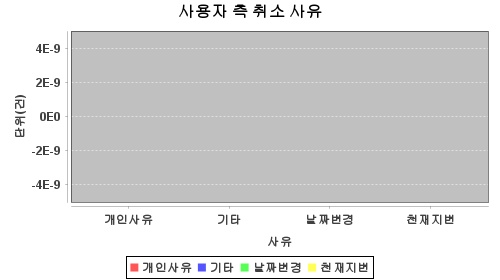 사용자 측 취소 사유
4E-9
2E-9
0E0
-2E-9
-4E-9
단위(건)
개인사유 기타 날짜변경 천재지변
사유
개인사유 기타 날짜변경 천재지변